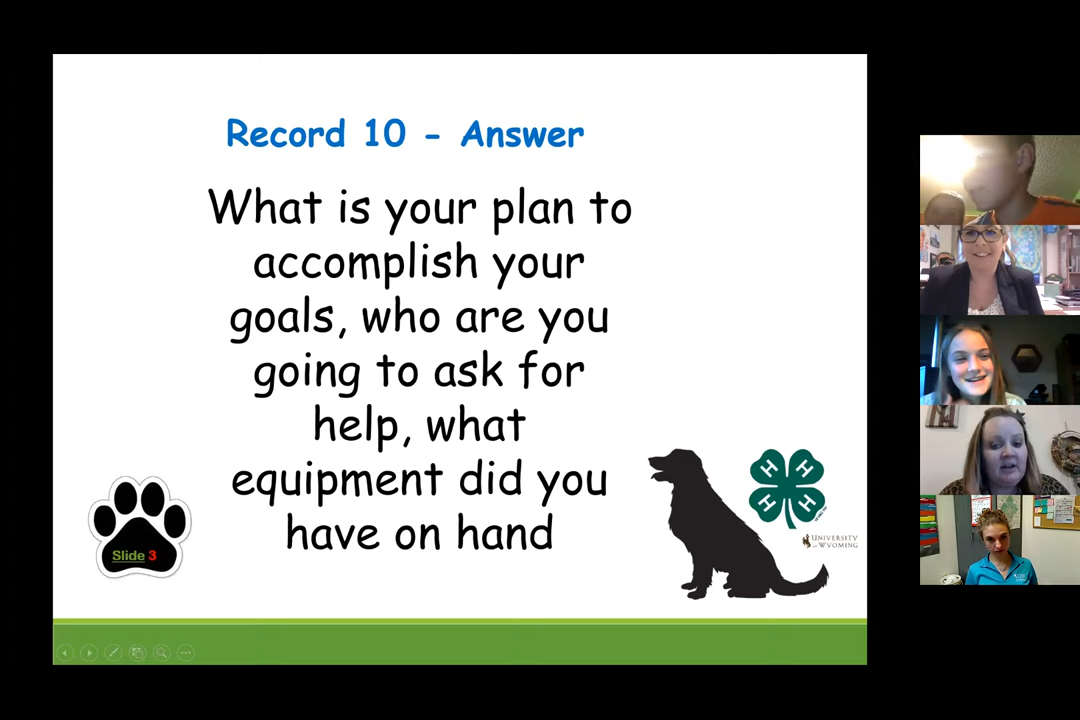 Record 10 - Answer
What is your plan to
accomplish your
goals, who are you
going to ask for
help, what
equipment did you
have on hand
Slide 3
H H
H H
UNIVERSITY
OF WYOMING